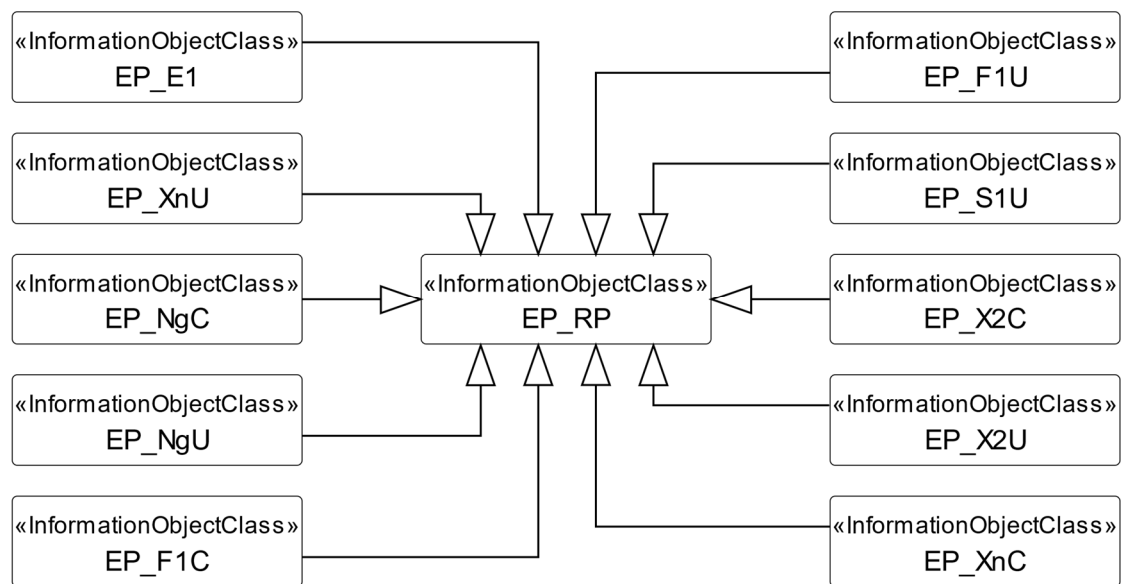 «InformationObjectClass»
EP_E1
«InformationObjectClass»
EP_XnU
«InformationObjectClass»
EP_NgC
«InformationObjectClass»
EP_NgU
«InformationObjectClass»
EP_F1C
«InformationObjectClass»
EP_RP
«InformationObjectClass»
EP_F1U
«InformationObjectClass»
EP_S1U
«InformationObjectClass»
EP_X2C
«InformationObjectClass»
EP_X2U
«InformationObjectClass»
EP_XnC